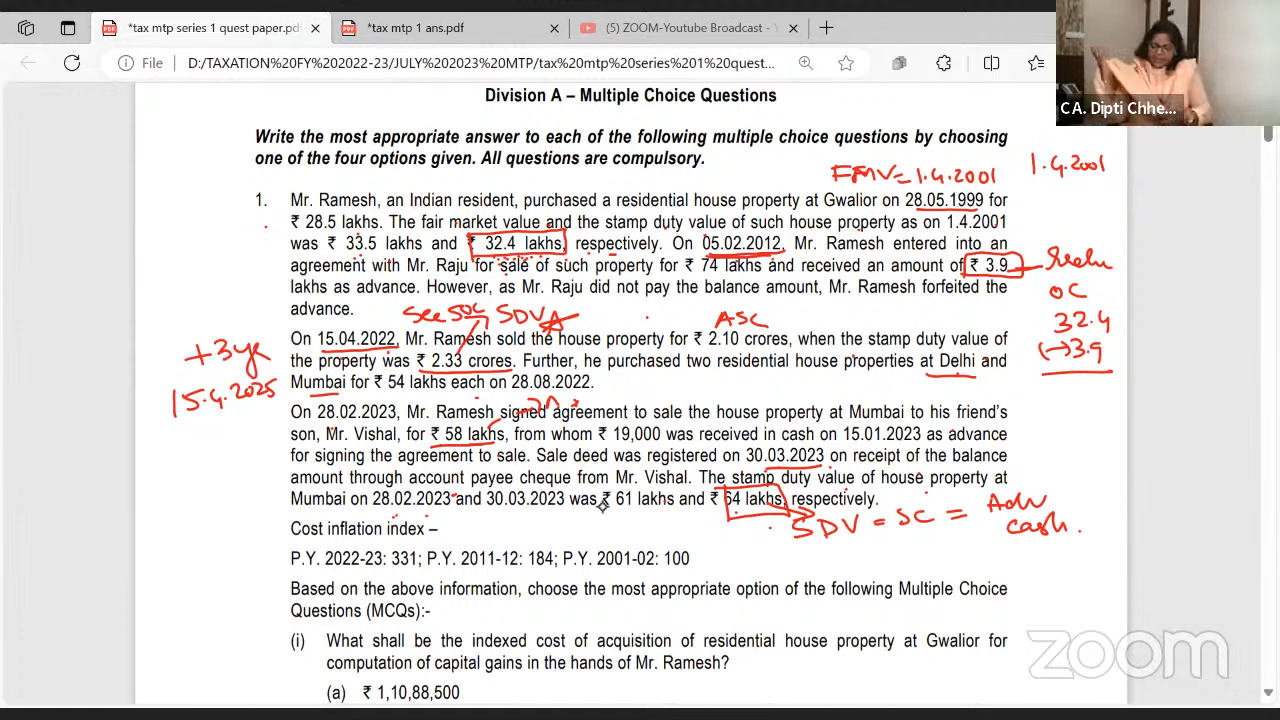 *tax mtp series 1 quest paper.pdf
*tax mtp 1 ans.pdf
(5) ZOOM-Youtube Broadcast - Y
File
D:/TAXATION%20FY%202022-23/JULY%202023%20MTP/tax%20mtp%20series%201%20quest...
C A. Dipti Chhe...
Division A – Multiple Choice Questions
Write the most appropriate answer to each of the following multiple choice questions by choosing
one of the four options given. All questions are compulsory.
FMV = 1.4.2001
1.4.2001
1. Mr. Ramesh, an Indian resident, purchased a residential house property at Gwalior on 28.05.1999 for
₹ 28.5 lakhs. The fair market value and the stamp duty value of such house property as on 1.4.2001
was ₹ 33.5 lakhs and ₹ 32.4 lakhs, respectively. On 05.02.2012, Mr. Ramesh entered into an
agreement with Mr. Raju for sale of such property for ₹ 74 lakhs and received an amount of ₹ 3.9
lakhs as advance. However, as Mr. Raju did not pay the balance amount, Mr. Ramesh forfeited the
advance.
OC
32.4
(-) 3.9
See SOC SDVA
ASC
On 15.04.2022, Mr. Ramesh sold the house property for ₹ 2.10 crores, when the stamp duty value of
the property was ₹ 2.33 crores. Further, he purchased two residential house properties at Delhi and
Mumbai for ₹ 54 lakhs each on 28.08.2022.
+3 yr
15.4.2025
On 28.02.2023, Mr. Ramesh signed agreement to sale the house property at Mumbai to his friend's
son, Mr. Vishal, for ₹ 58 lakhs, from whom ₹ 19,000 was received in cash on 15.01.2023 as advance
for signing the agreement to sale. Sale deed was registered on 30.03.2023 on receipt of the balance
amount through account payee cheque from Mr. Vishal. The stamp duty value of house property at
Mumbai on 28.02.2023 and 30.03.2023 was ₹ 61 lakhs and ₹ 64 lakhs, respectively.
SDV = SC = Adv
cash.
Cost inflation index –
P.Y. 2022-23: 331; P.Y. 2011-12: 184; P.Y. 2001-02: 100
Based on the above information, choose the most appropriate option of the following Multiple Choice
Questions (MCQs):-
(i) What shall be the indexed cost of acquisition of residential house property at Gwalior for
computation of capital gains in the hands of Mr. Ramesh?
(a) ₹ 1,10,88,500
zoom